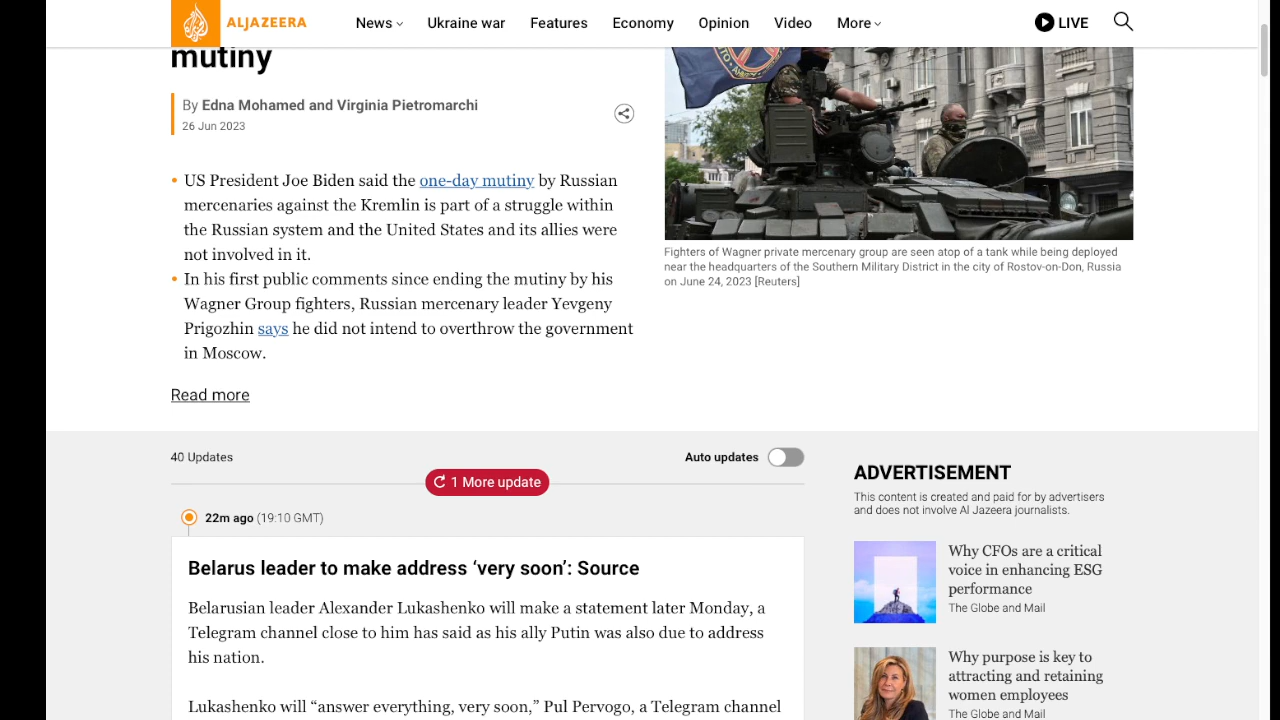 ALJAZEERA
News
Ukraine war
Features
Economy
Opinion
Video
More
LIVE
mutiny
By Edna Mohamed and Virginia Pietromarchi
26 Jun 2023
US President Joe Biden said the one-day mutiny by Russian
mercenaries against the Kremlin is part of a struggle within
the Russian system and the United States and its allies were
not involved in it.
In his first public comments since ending the mutiny by his
Wagner Group fighters, Russian mercenary leader Yevgeny
Prigozhin says he did not intend to overthrow the government
in Moscow.
Read more
Fighters of Wagner private mercenary group are seen atop of a tank while being deployed
near the headquarters of the Southern Military District in the city of Rostov-on-Don, Russia
on June 24, 2023 [Reuters]
40 Updates
Auto updates
1 More update
22m ago (19:10 GMT)
Belarus leader to make address ‘very soon’: Source
Belarusian leader Alexander Lukashenko will make a statement later Monday, a
Telegram channel close to him has said as his ally Putin was also due to address
his nation.
Lukashenko will “answer everything, very soon,” Pul Pervogo, a Telegram channel
ADVERTISEMENT
This content is created and paid for by advertisers
and does not involve Al Jazeera journalists.
Why CFOs are a critical
voice in enhancing ESG
performance
The Globe and Mail
Why purpose is key to
attracting and retaining
women employees
The Globe and Mail